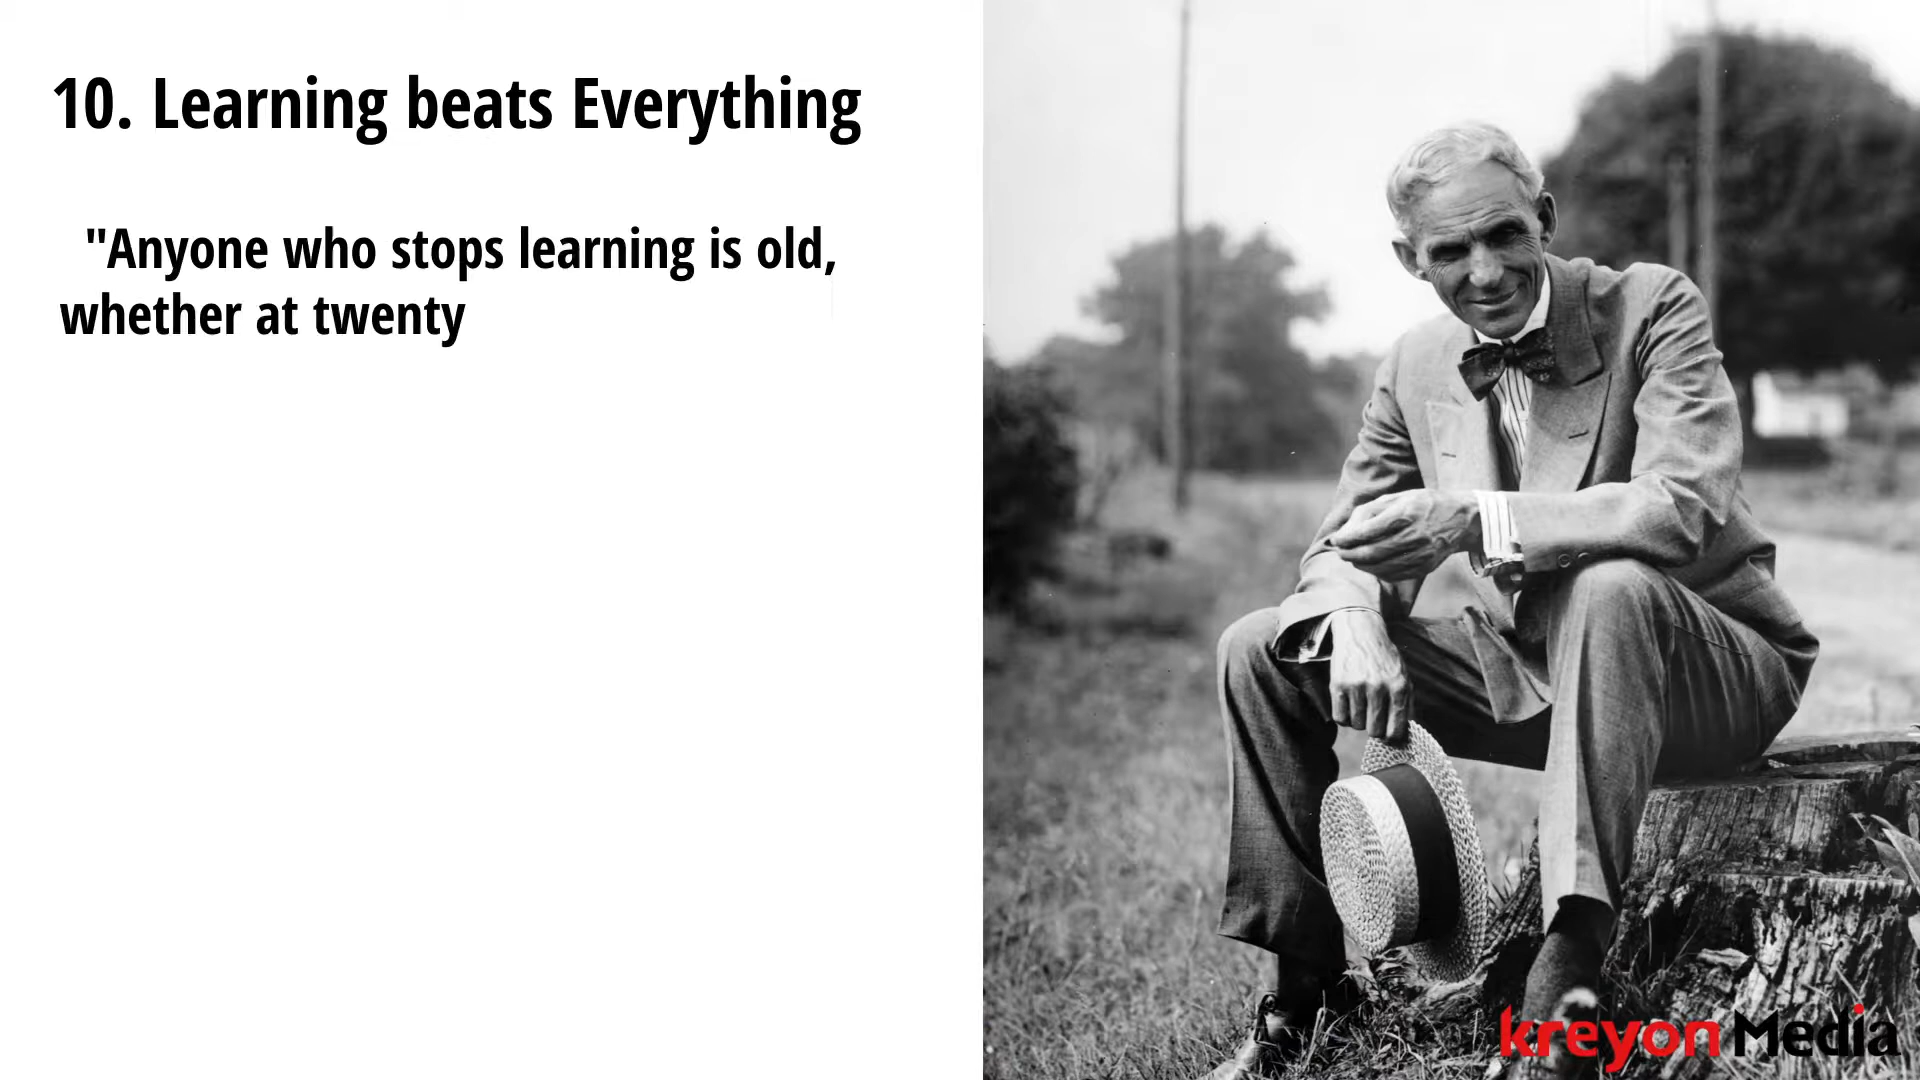 10. Learning beats Everything
"Anyone who stops learning is old,
whether at twenty
kreyon Media